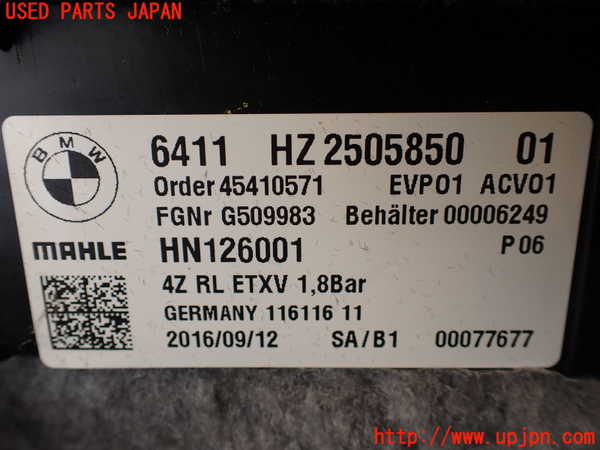 USED PARTS JAPAN
BMW
6411 HZ 2505850 01
Order 45410571 EVP01 ACV01
FGNr G509983 Behälter 00006249
MAHLE HN126001 P 06
4Z RL ETXV 1,8Bar
GERMANY 116116 11
2016/09/12 SA/B1 00077677
http://www.upjpn.com/